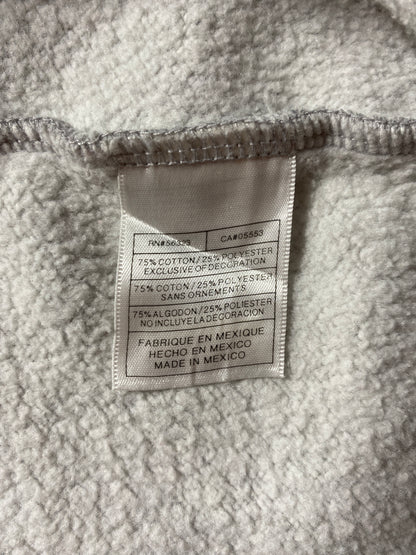 RN#56323 CA#05553
75% COTTON / 25% POLYESTER
EXCLUSIVE OF DECORATION
75% COTON / 25% POLYESTER
SANS ORNEMENTS
75% ALGODON / 25% POLIESTER
NO INCLUYE LA DECORACION
FABRIQUE EN MEXIQUE
HECHO EN MEXICO
MADE IN MEXICO